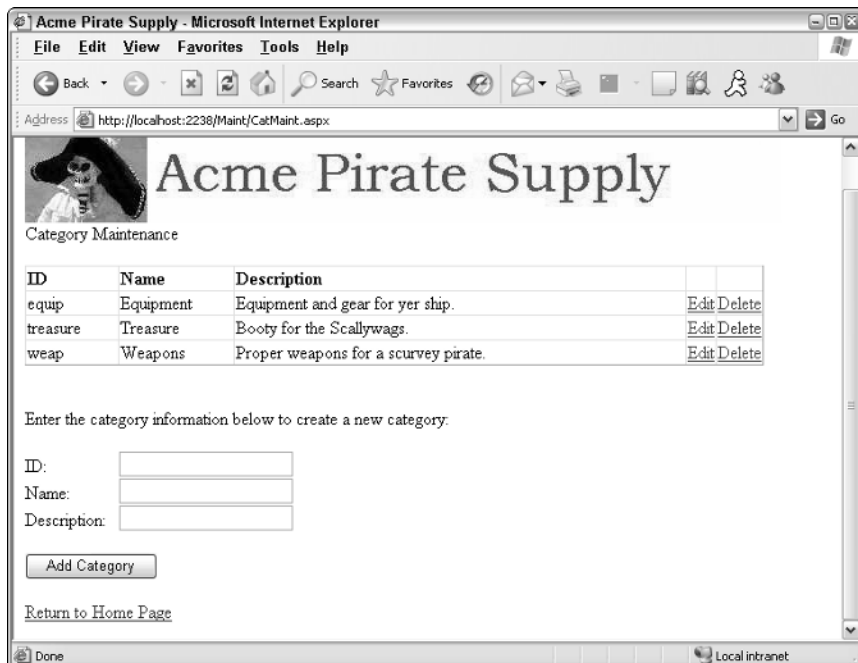 Acme Pirate Supply - Microsoft Internet Explorer
File Edit View Favorites Tools Help
Back Search Favorites
Address http://localhost:2238/Maint/CatMaint.aspx Go
Acme Pirate Supply
Category Maintenance
ID Name Description
equip Equipment Equipment and gear for yer ship. Edit Delete
treasure Treasure Booty for the Scallywags. Edit Delete
weap Weapons Proper weapons for a scurvey pirate. Edit Delete
Enter the category information below to create a new category:
ID:
Name:
Description:
Add Category
Return to Home Page
Done Local intranet